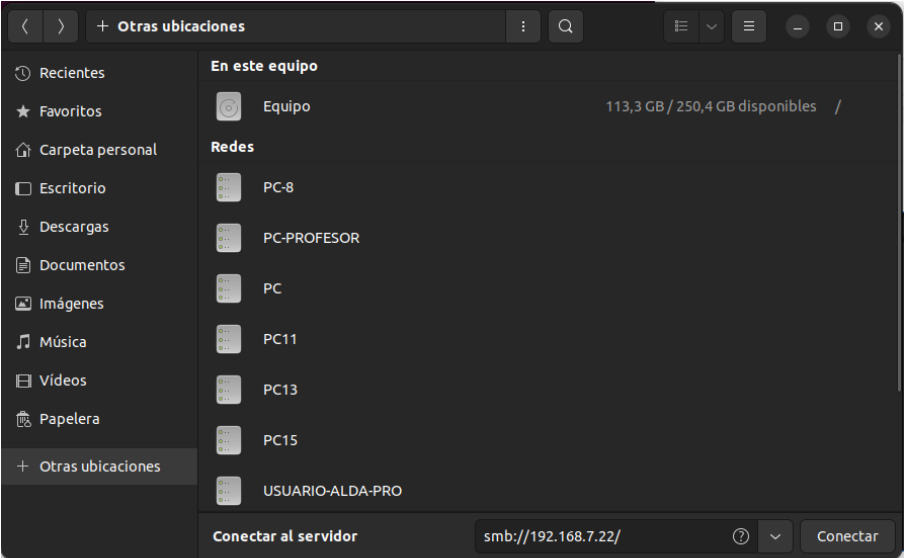 + Otras ubicaciones
Recientes
Favoritos
Carpeta personal
Escritorio
Descargas
Documentos
Imágenes
Música
Vídeos
Papelera
+ Otras ubicaciones
En este equipo
Equipo 113,3 GB / 250,4 GB disponibles /
Redes
PC-8
PC-PROFESOR
PC
PC11
PC13
PC15
USUARIO-ALDA-PRO
Conectar al servidor smb://192.168.7.22/ ? Conectar